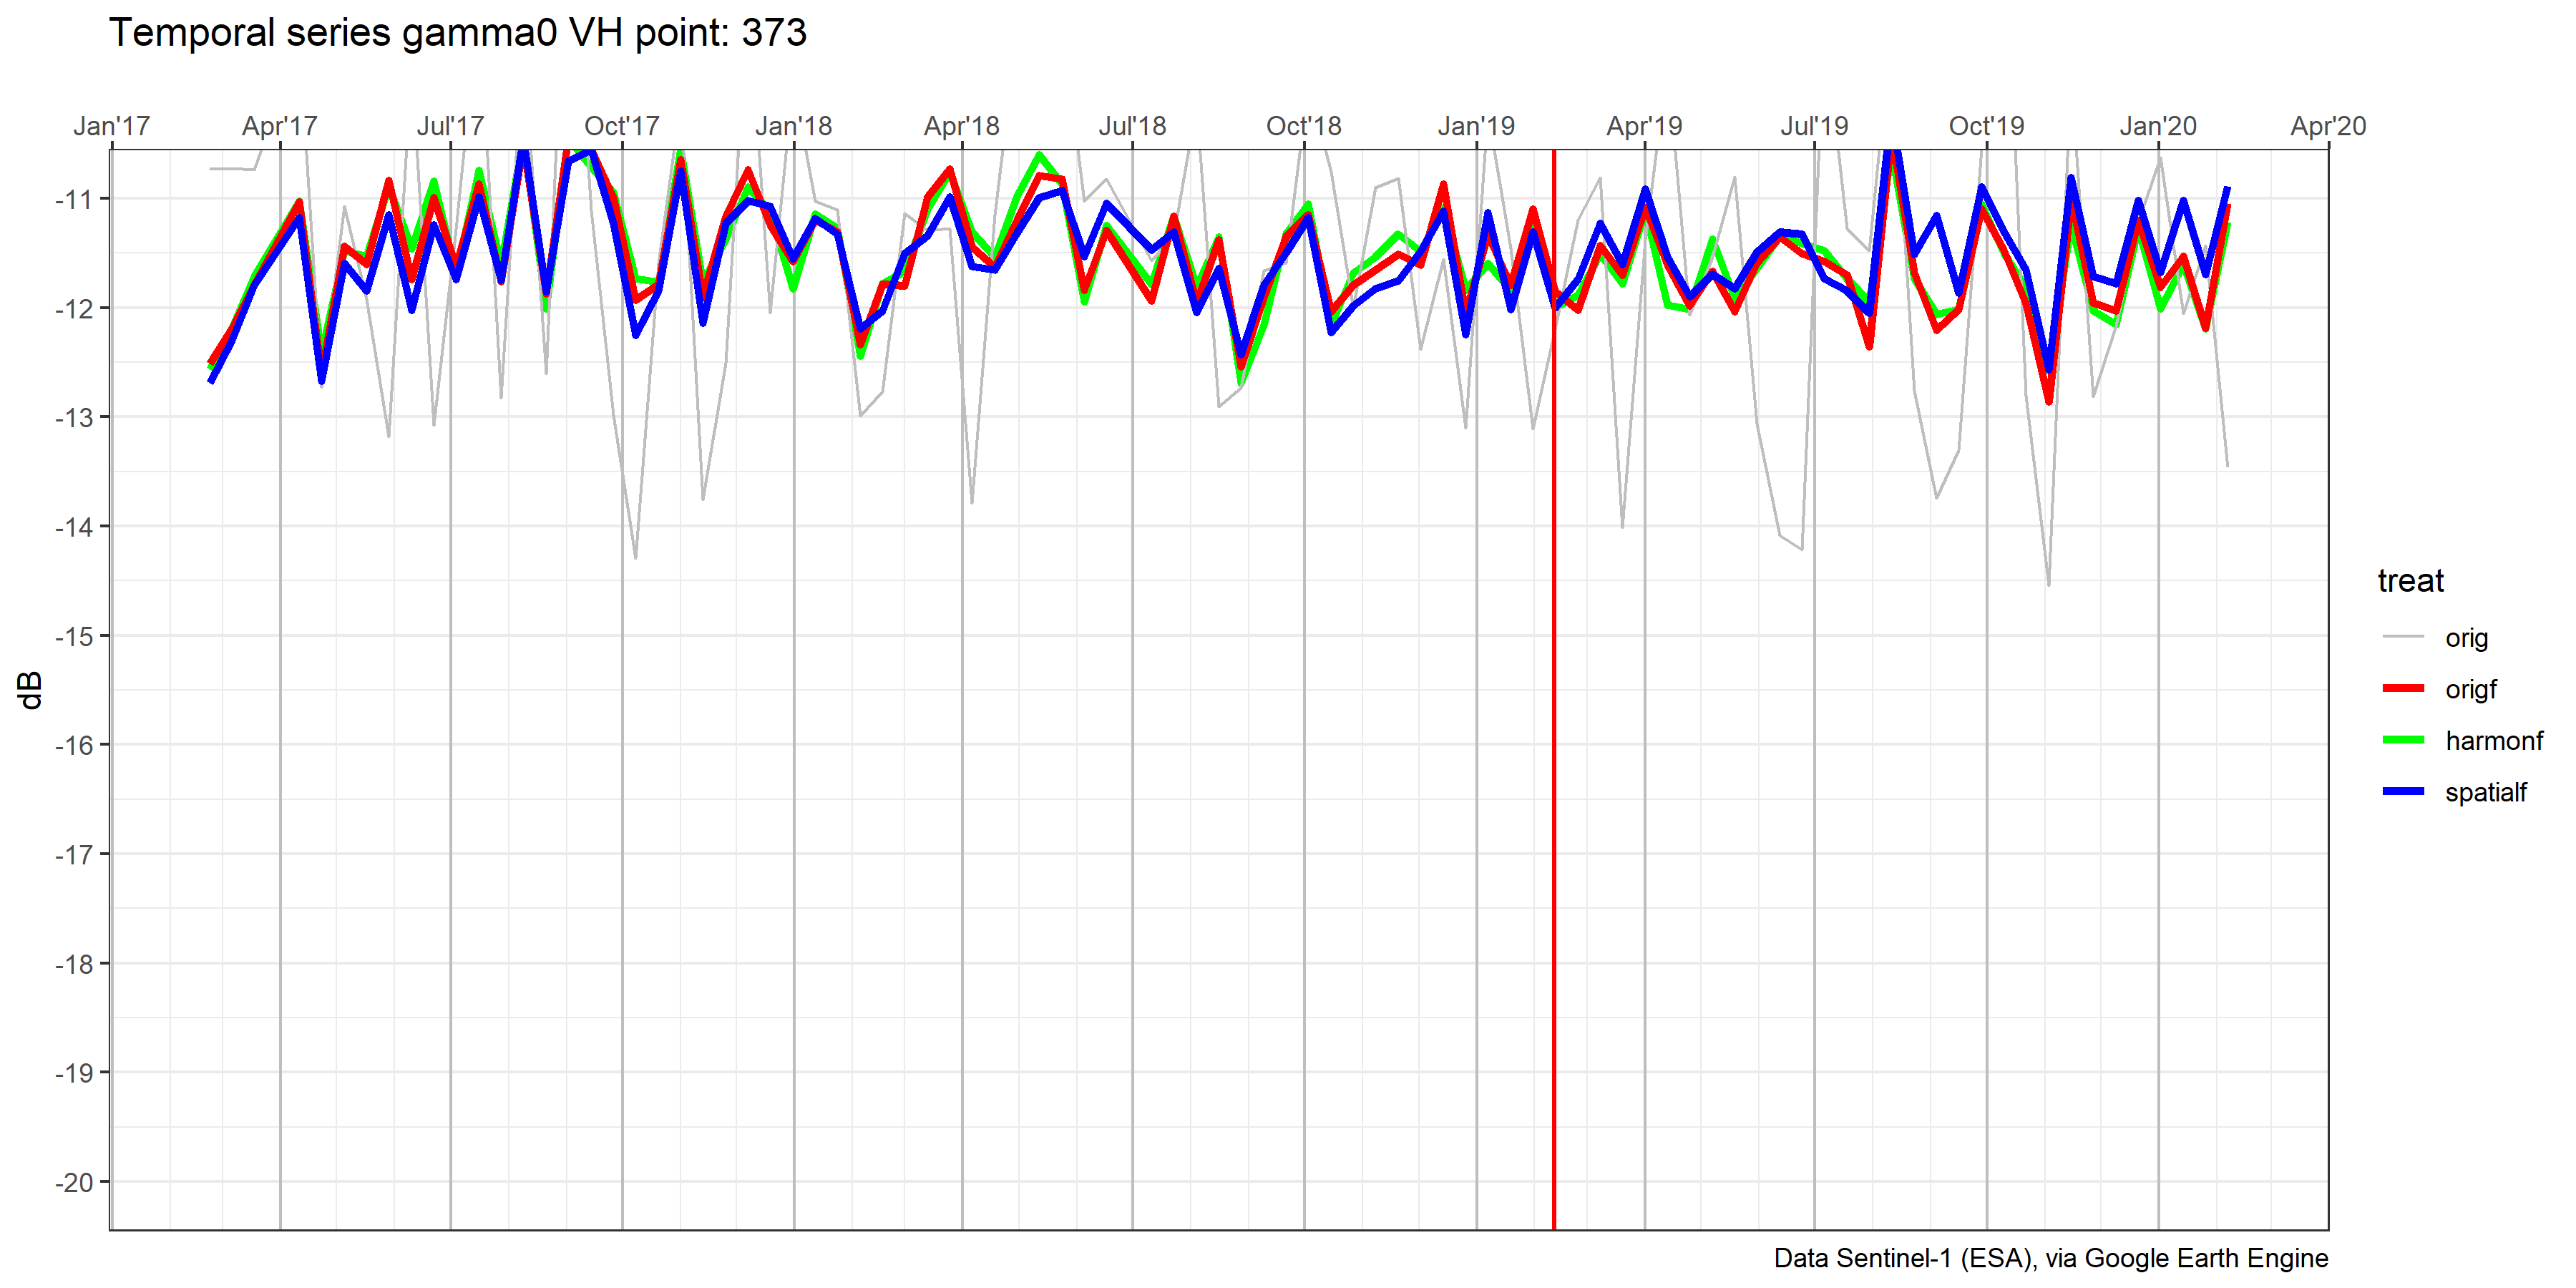 Temporal series gamma0 VH point: 373
Jan'17 Apr'17 Jul'17 Oct'17 Jan'18 Apr'18 Jul'18 Oct'18 Jan'19 Apr'19 Jul'19 Oct'19 Jan'20 Apr'20
-11
-12
-13
-14
-15
-16
-17
-18
-19
-20
dB
treat
orig
origf
harmonf
spatialf
Data Sentinel-1 (ESA), via Google Earth Engine